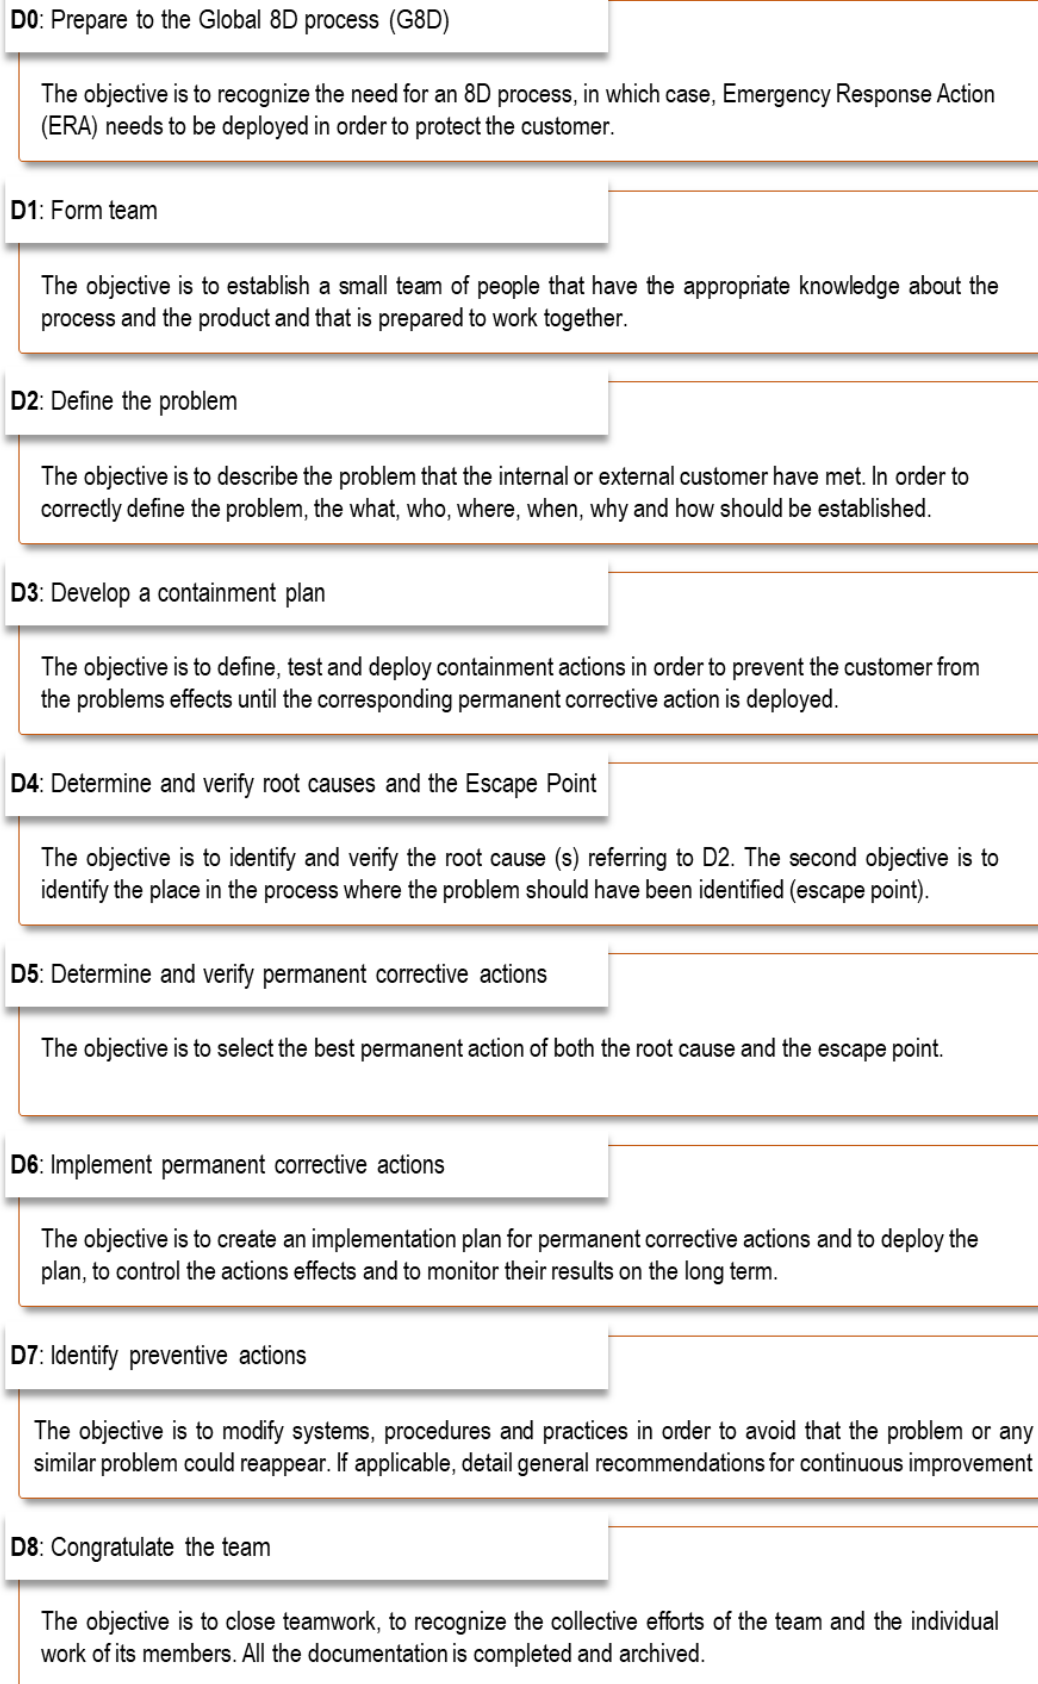 D0: Prepare to the Global 8D process (G8D)
The objective is to recognize the need for an 8D process, in which case, Emergency Response Action
(ERA) needs to be deployed in order to protect the customer.
D1: Form team
The objective is to establish a small team of people that have the appropriate knowledge about the
process and the product and that is prepared to work together.
D2: Define the problem
The objective is to describe the problem that the internal or external customer have met. In order to
correctly define the problem, the what, who, where, when, why and how should be established.
D3: Develop a containment plan
The objective is to define, test and deploy containment actions in order to prevent the customer from
the problems effects until the corresponding permanent corrective action is deployed.
D4: Determine and verify root causes and the Escape Point
The objective is to identify and verify the root cause (s) referring to D2. The second objective is to
identify the place in the process where the problem should have been identified (escape point).
D5: Determine and verify permanent corrective actions
The objective is to select the best permanent action of both the root cause and the escape point.
D6: Implement permanent corrective actions
The objective is to create an implementation plan for permanent corrective actions and to deploy the
plan, to control the actions effects and to monitor their results on the long term.
D7: Identify preventive actions
The objective is to modify systems, procedures and practices in order to avoid that the problem or any
similar problem could reappear. If applicable, detail general recommendations for continuous improvement
D8: Congratulate the team
The objective is to close teamwork, to recognize the collective efforts of the team and the individual
work of its members. All the documentation is completed and archived.